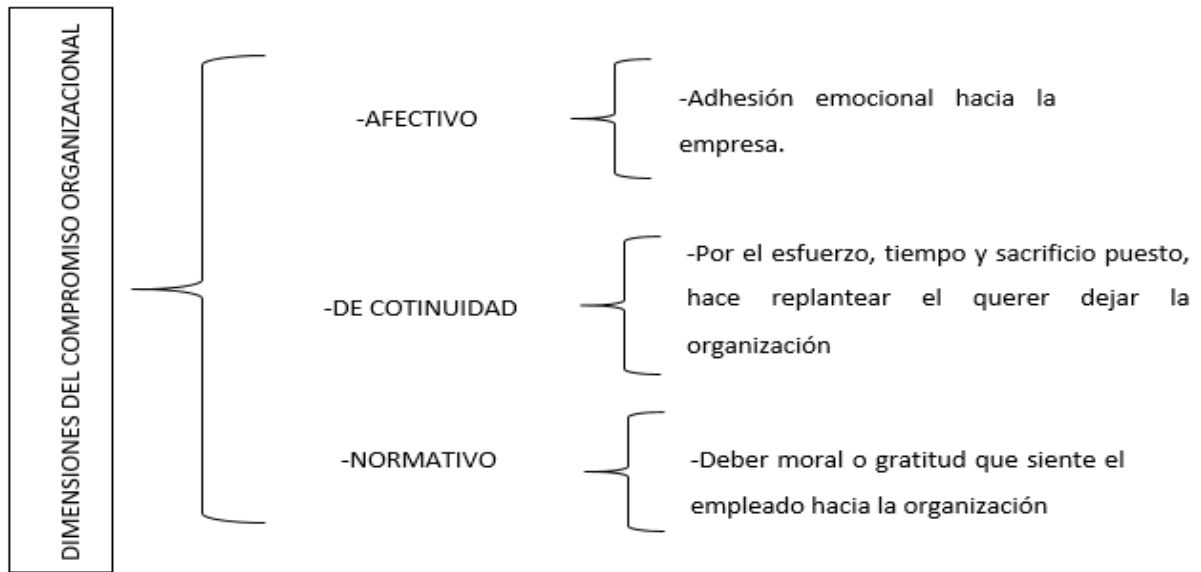 DIMENSIONES DEL COMPROMISO ORGANIZACIONAL
-AFECTIVO
-Adhesión emocional hacia la
empresa.
-DE COTINUIDAD
-Por el esfuerzo, tiempo y sacrificio puesto,
hace replantear el querer dejar la
organización
-NORMATIVO
-Deber moral o gratitud que siente el
empleado hacia la organización